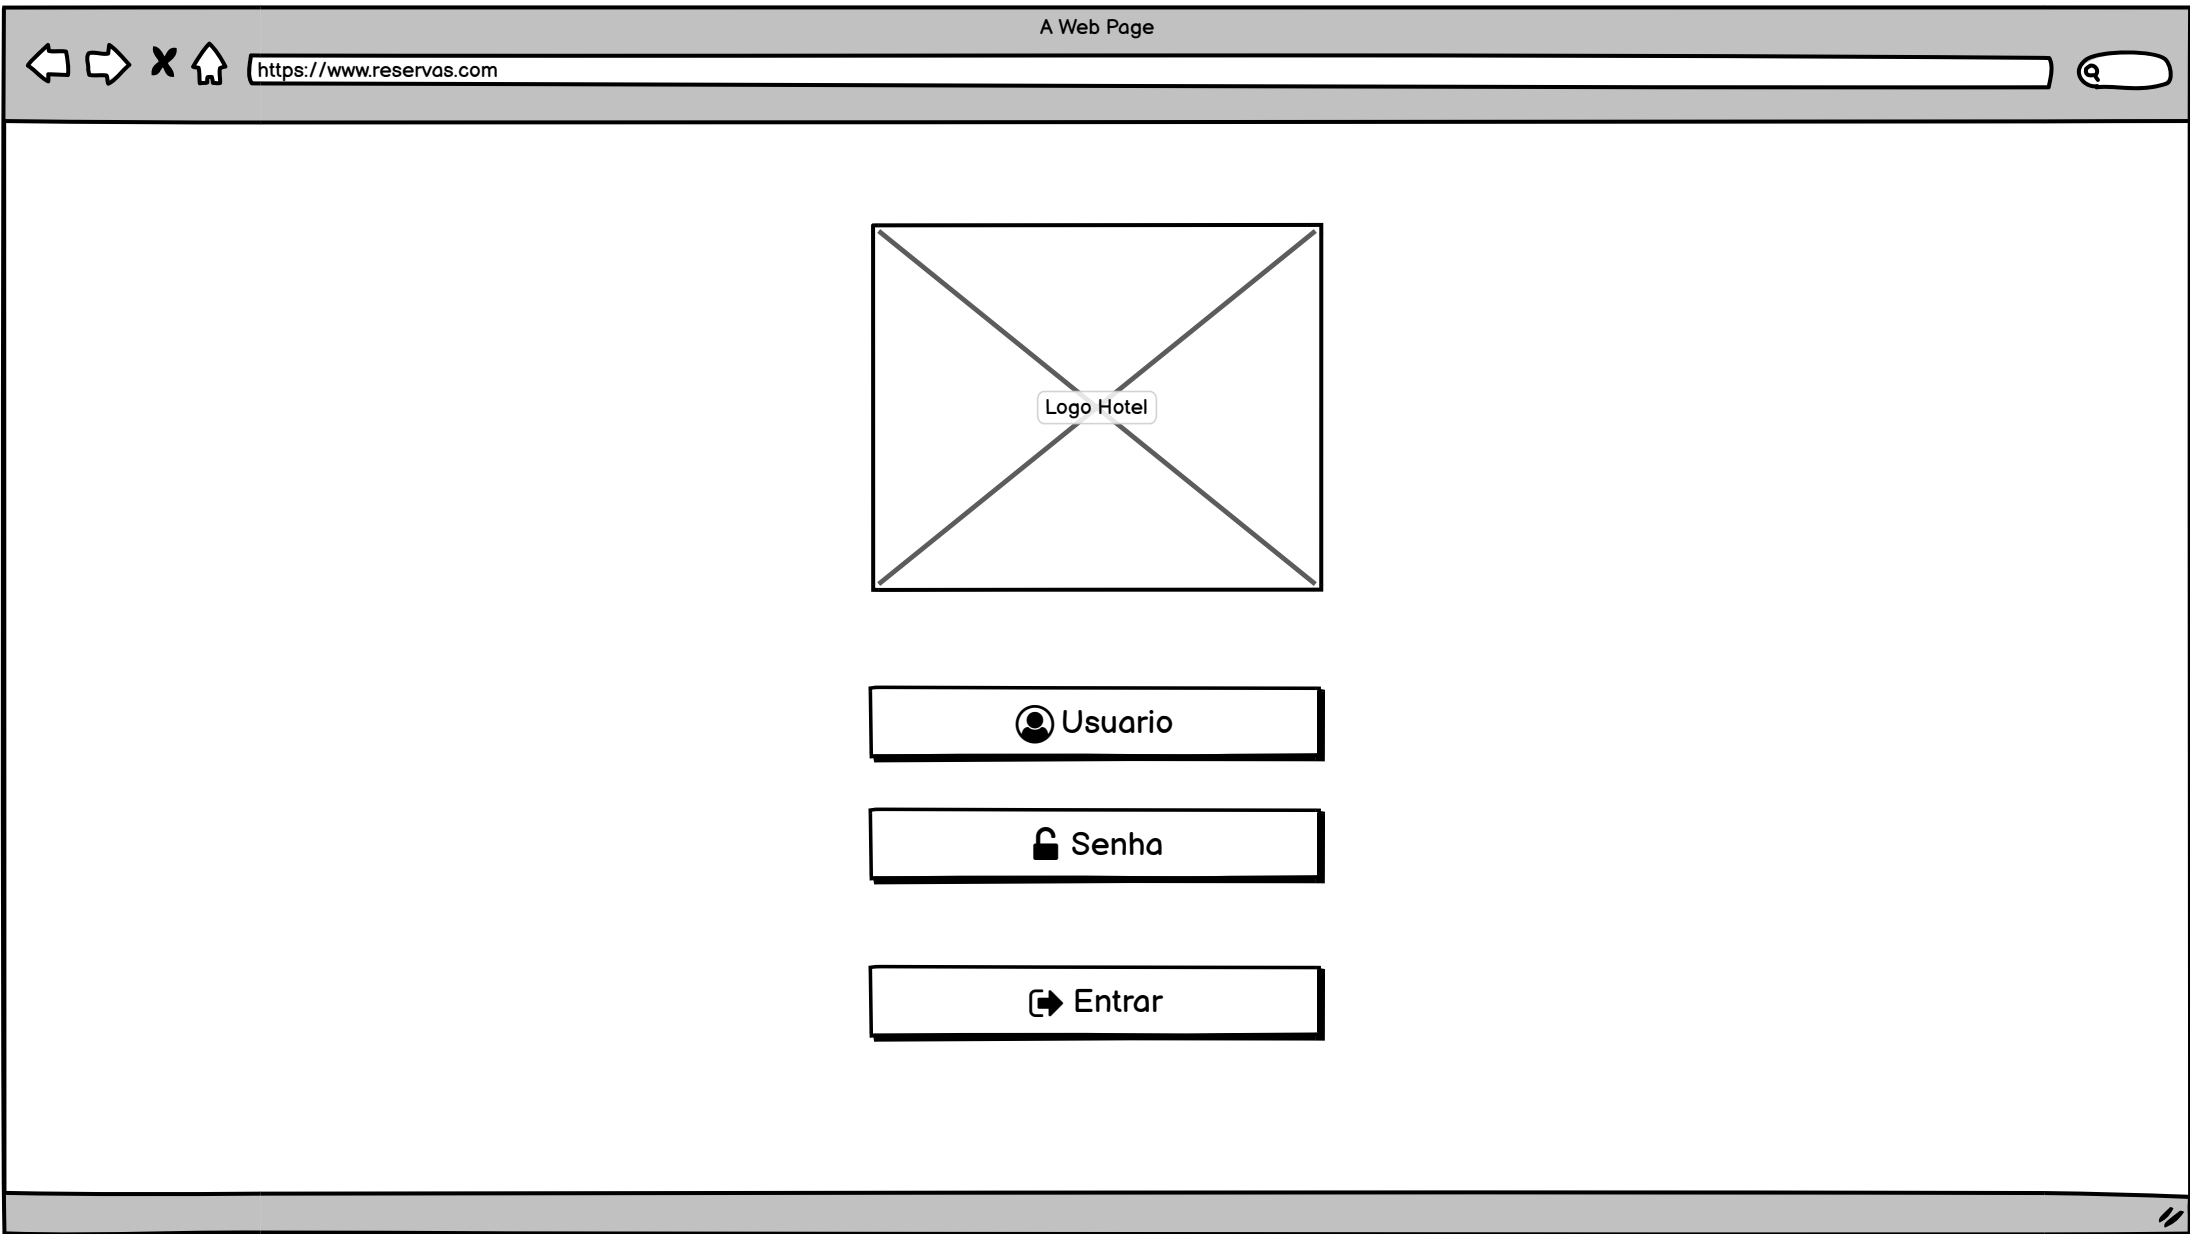 A Web Page
https://www.reservas.com
Logo Hotel
Usuario
Senha
Entrar